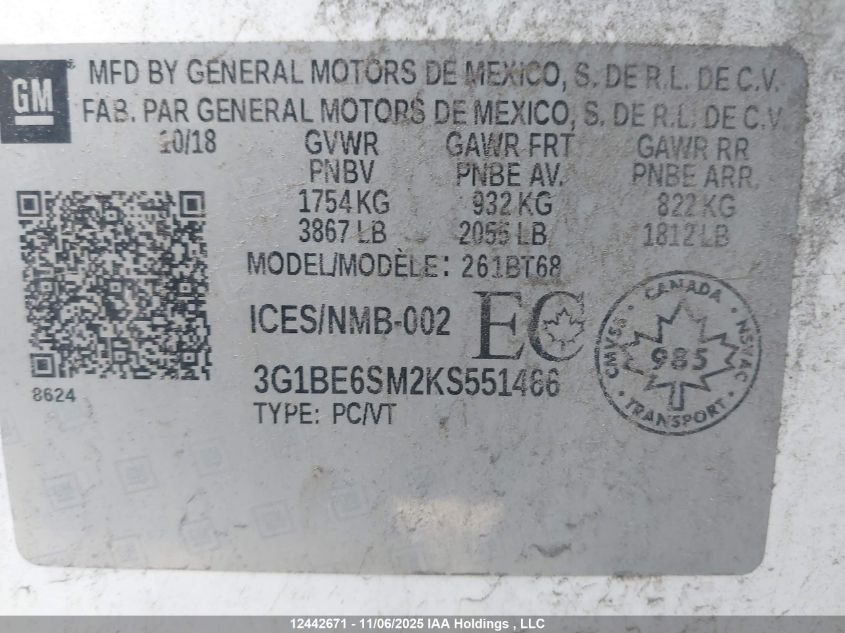 GM
MFD BY GENERAL MOTORS DE MEXICO, S. DE R.L. DE C.V.
FAB. PAR GENERAL MOTORS DE MEXICO, S. DE R.L. DE C.V.
10/18 GVWR GAWR FRT GAWR RR
PNBV PNBE AV. PNBE ARR.
1754 KG 932 KG 822 KG
3867 LB 2055 LB 1812 LB
MODEL/MODÈLE: 261BT68
ICES/NMB-002 EC
CANADA
CMVSS 985 NSVAC
TRANSPORT
8624 3G1BE6SM2KS551466
TYPE: PC/VT
12442671 - 11/06/2025 IAA Holdings , LLC